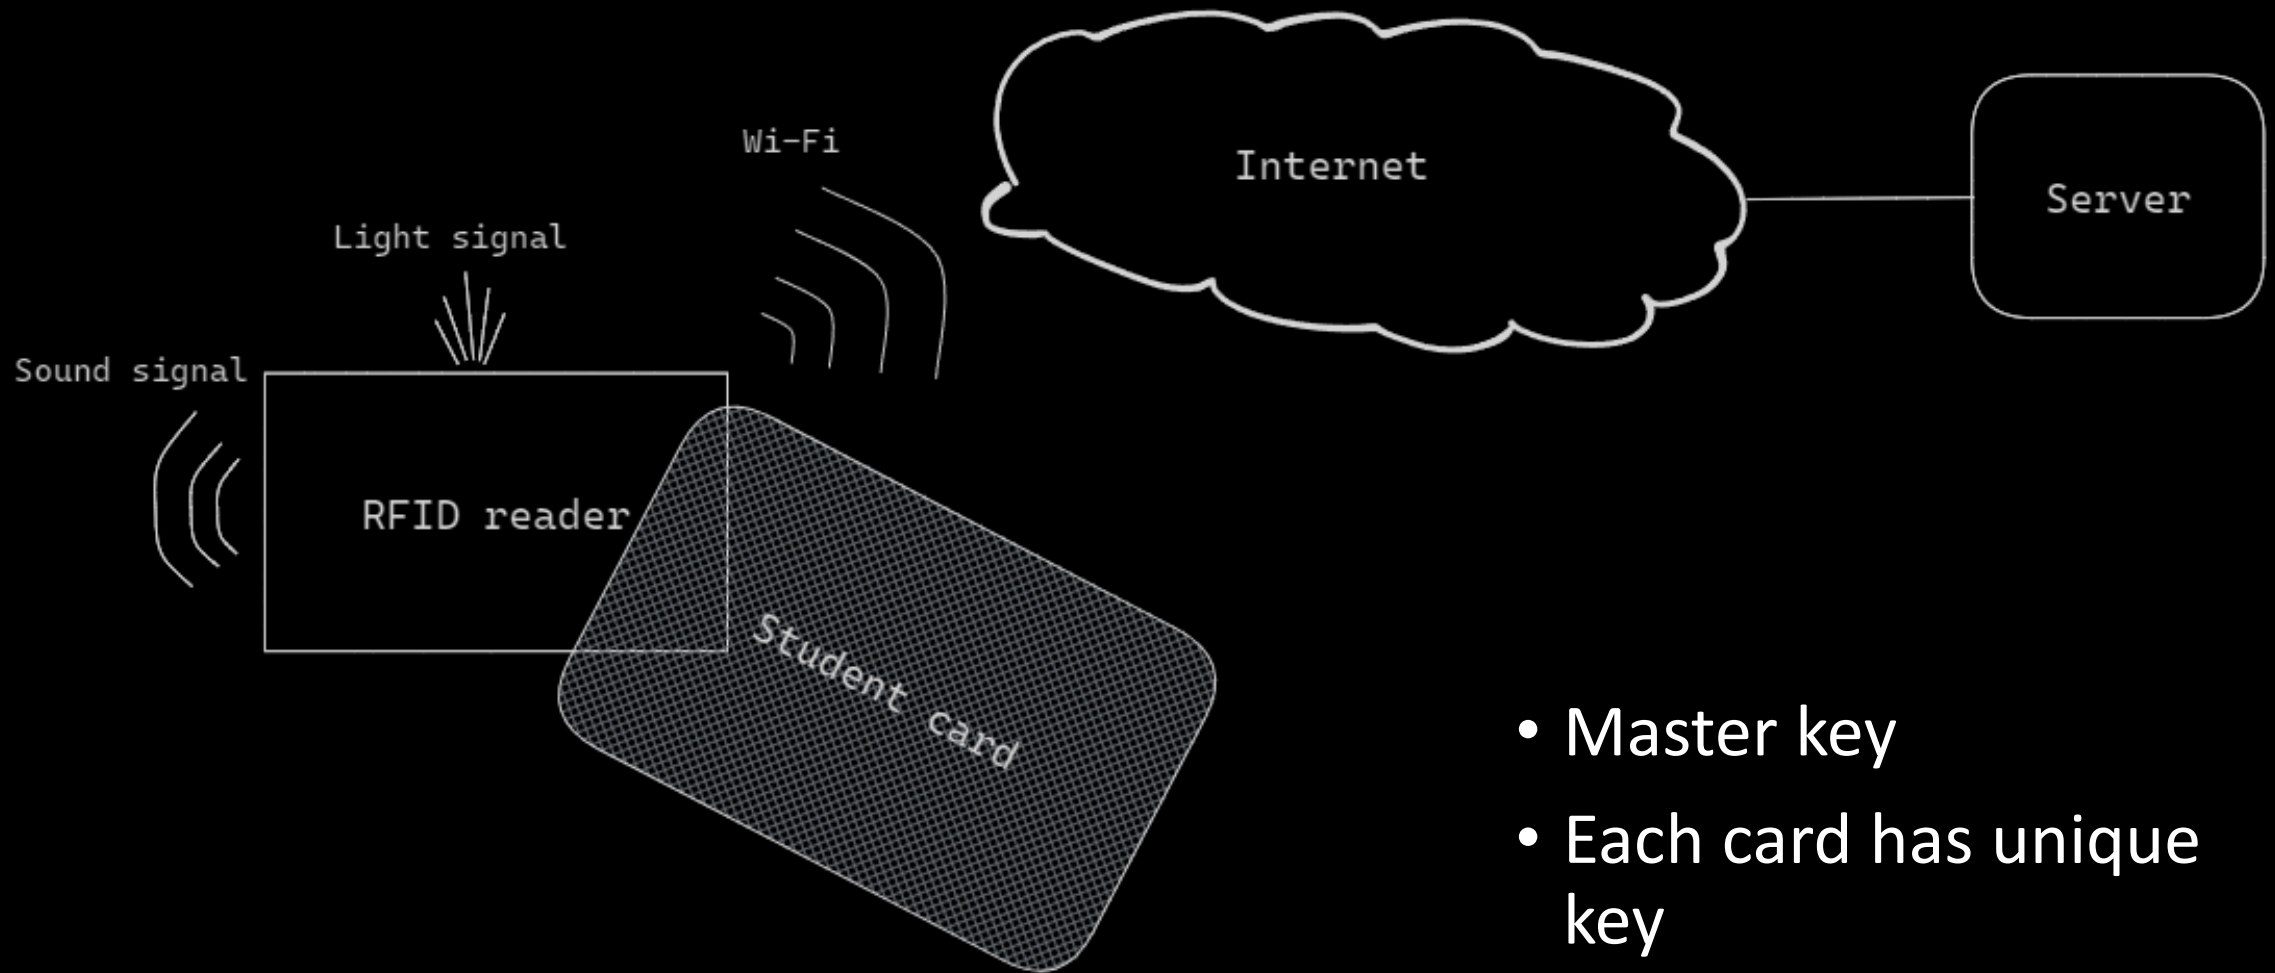 Wi-Fi
Internet
Server
Light signal
Sound signal
RFID reader
Student card
• Master key
• Each card has unique
key